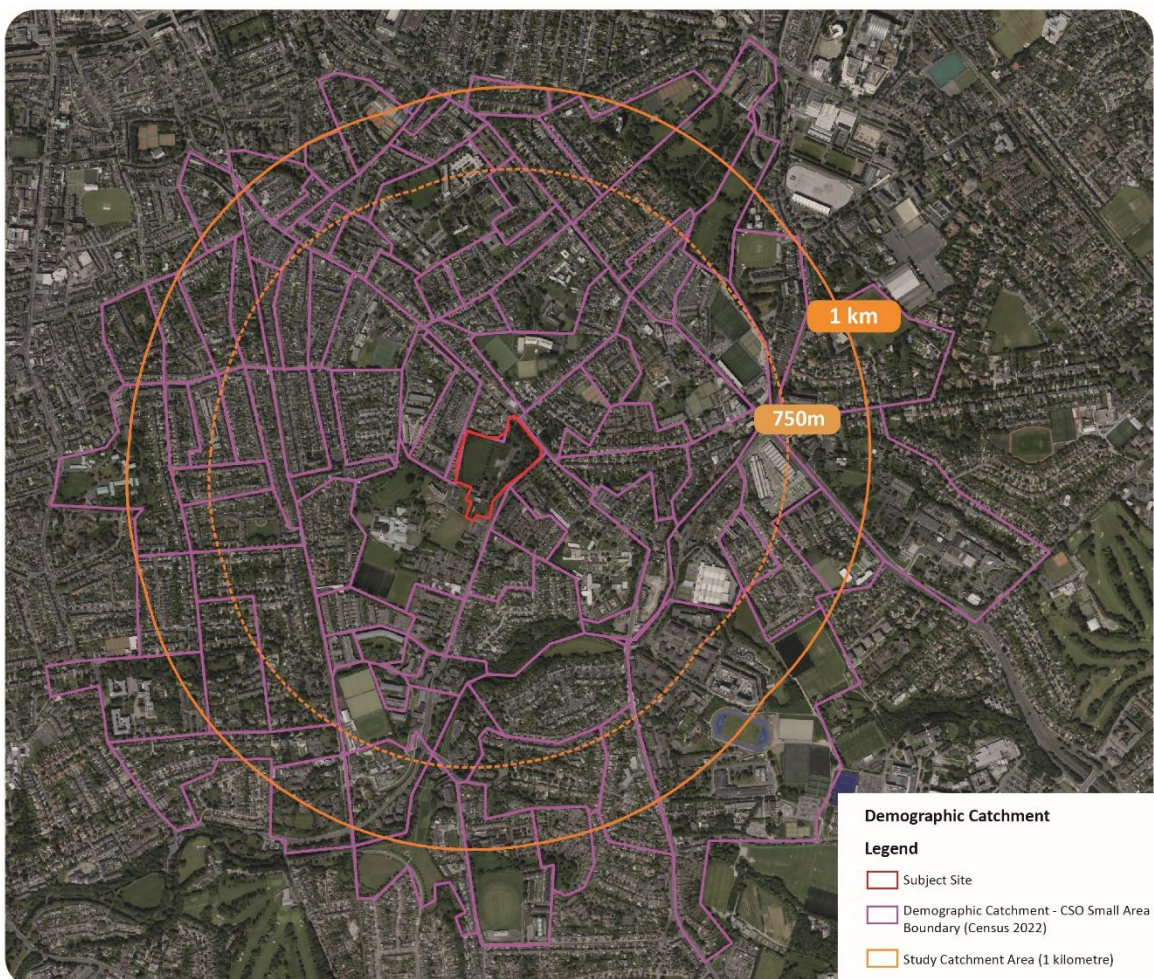 1 km
750m
Demographic Catchment
Legend
Subject Site
Demographic Catchment - CSO Small Area
Boundary (Census 2022)
Study Catchment Area (1 kilometre)